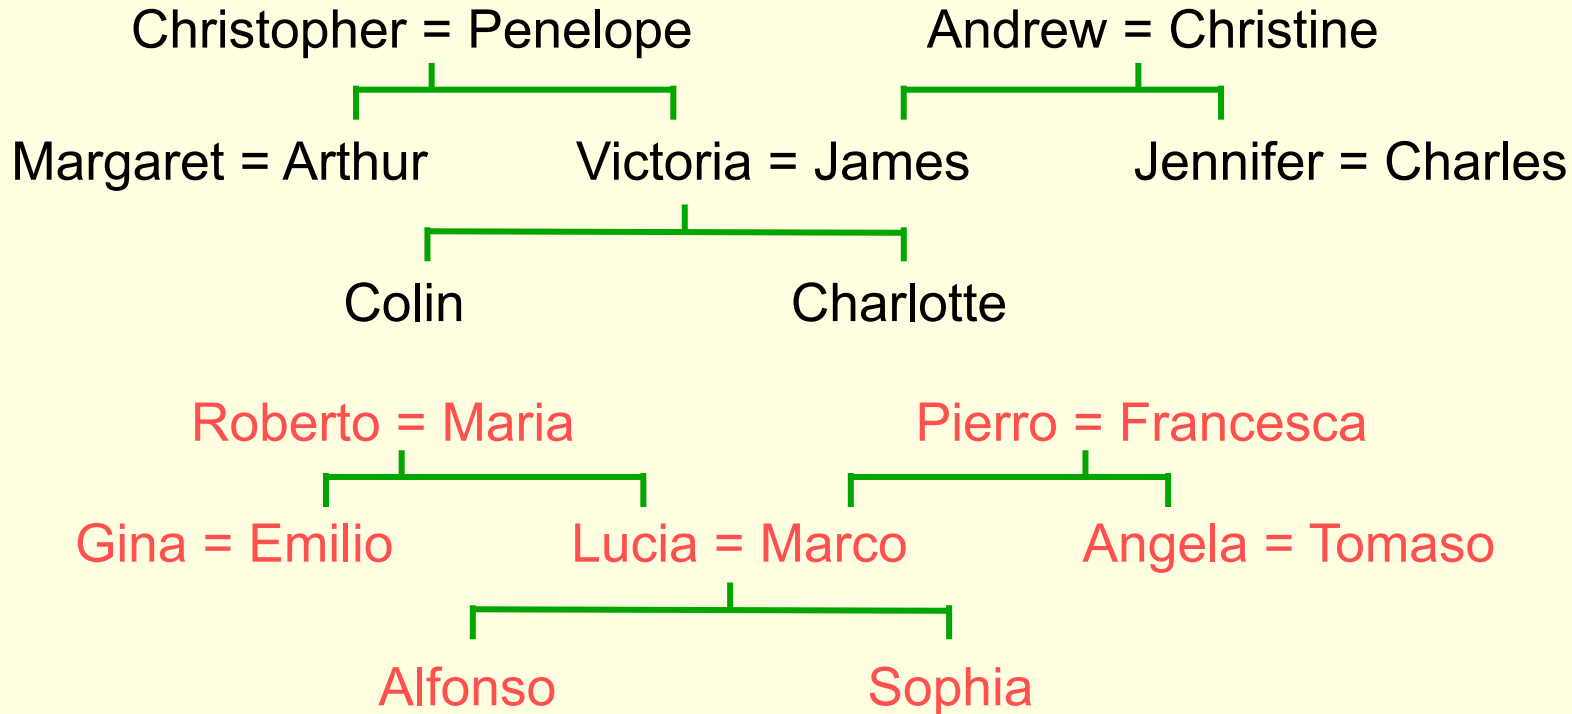 Christopher = Penelope Andrew = Christine
Margaret = Arthur Victoria = James Jennifer = Charles
Colin Charlotte
Roberto = Maria Pierro = Francesca
Gina = Emilio Lucia = Marco Angela = Tomaso
Alfonso Sophia